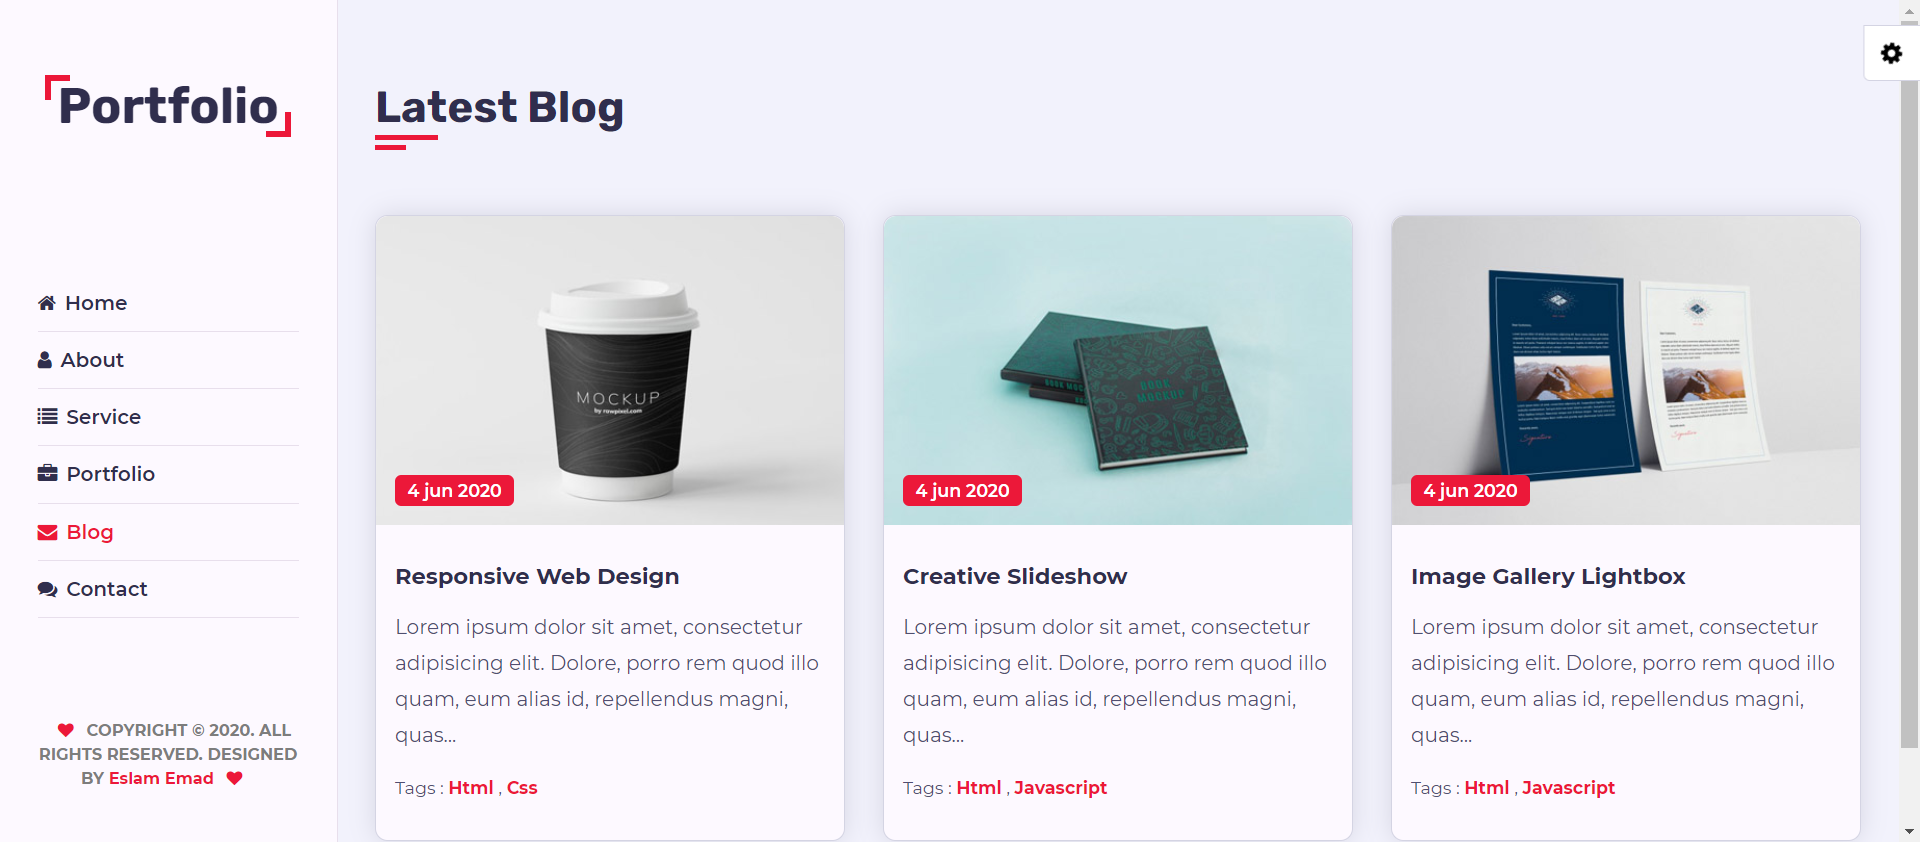 Portfolio
Home
About
Service
Portfolio
Blog
Contact
COPYRIGHT © 2020. ALL
RIGHTS RESERVED. DESIGNED
BY Eslam Emad
Latest Blog
MOCKUP
by rawpixel.com
4 jun 2020
Responsive Web Design
Lorem ipsum dolor sit amet, consectetur
adipisicing elit. Dolore, porro rem quod illo
quam, eum alias id, repellendus magni,
quas...
Tags : Html , Css
BOOK
MOCKUP
4 jun 2020
Creative Slideshow
Lorem ipsum dolor sit amet, consectetur
adipisicing elit. Dolore, porro rem quod illo
quam, eum alias id, repellendus magni,
quas...
Tags : Html , Javascript
4 jun 2020
Image Gallery Lightbox
Lorem ipsum dolor sit amet, consectetur
adipisicing elit. Dolore, porro rem quod illo
quam, eum alias id, repellendus magni,
quas...
Tags : Html , Javascript